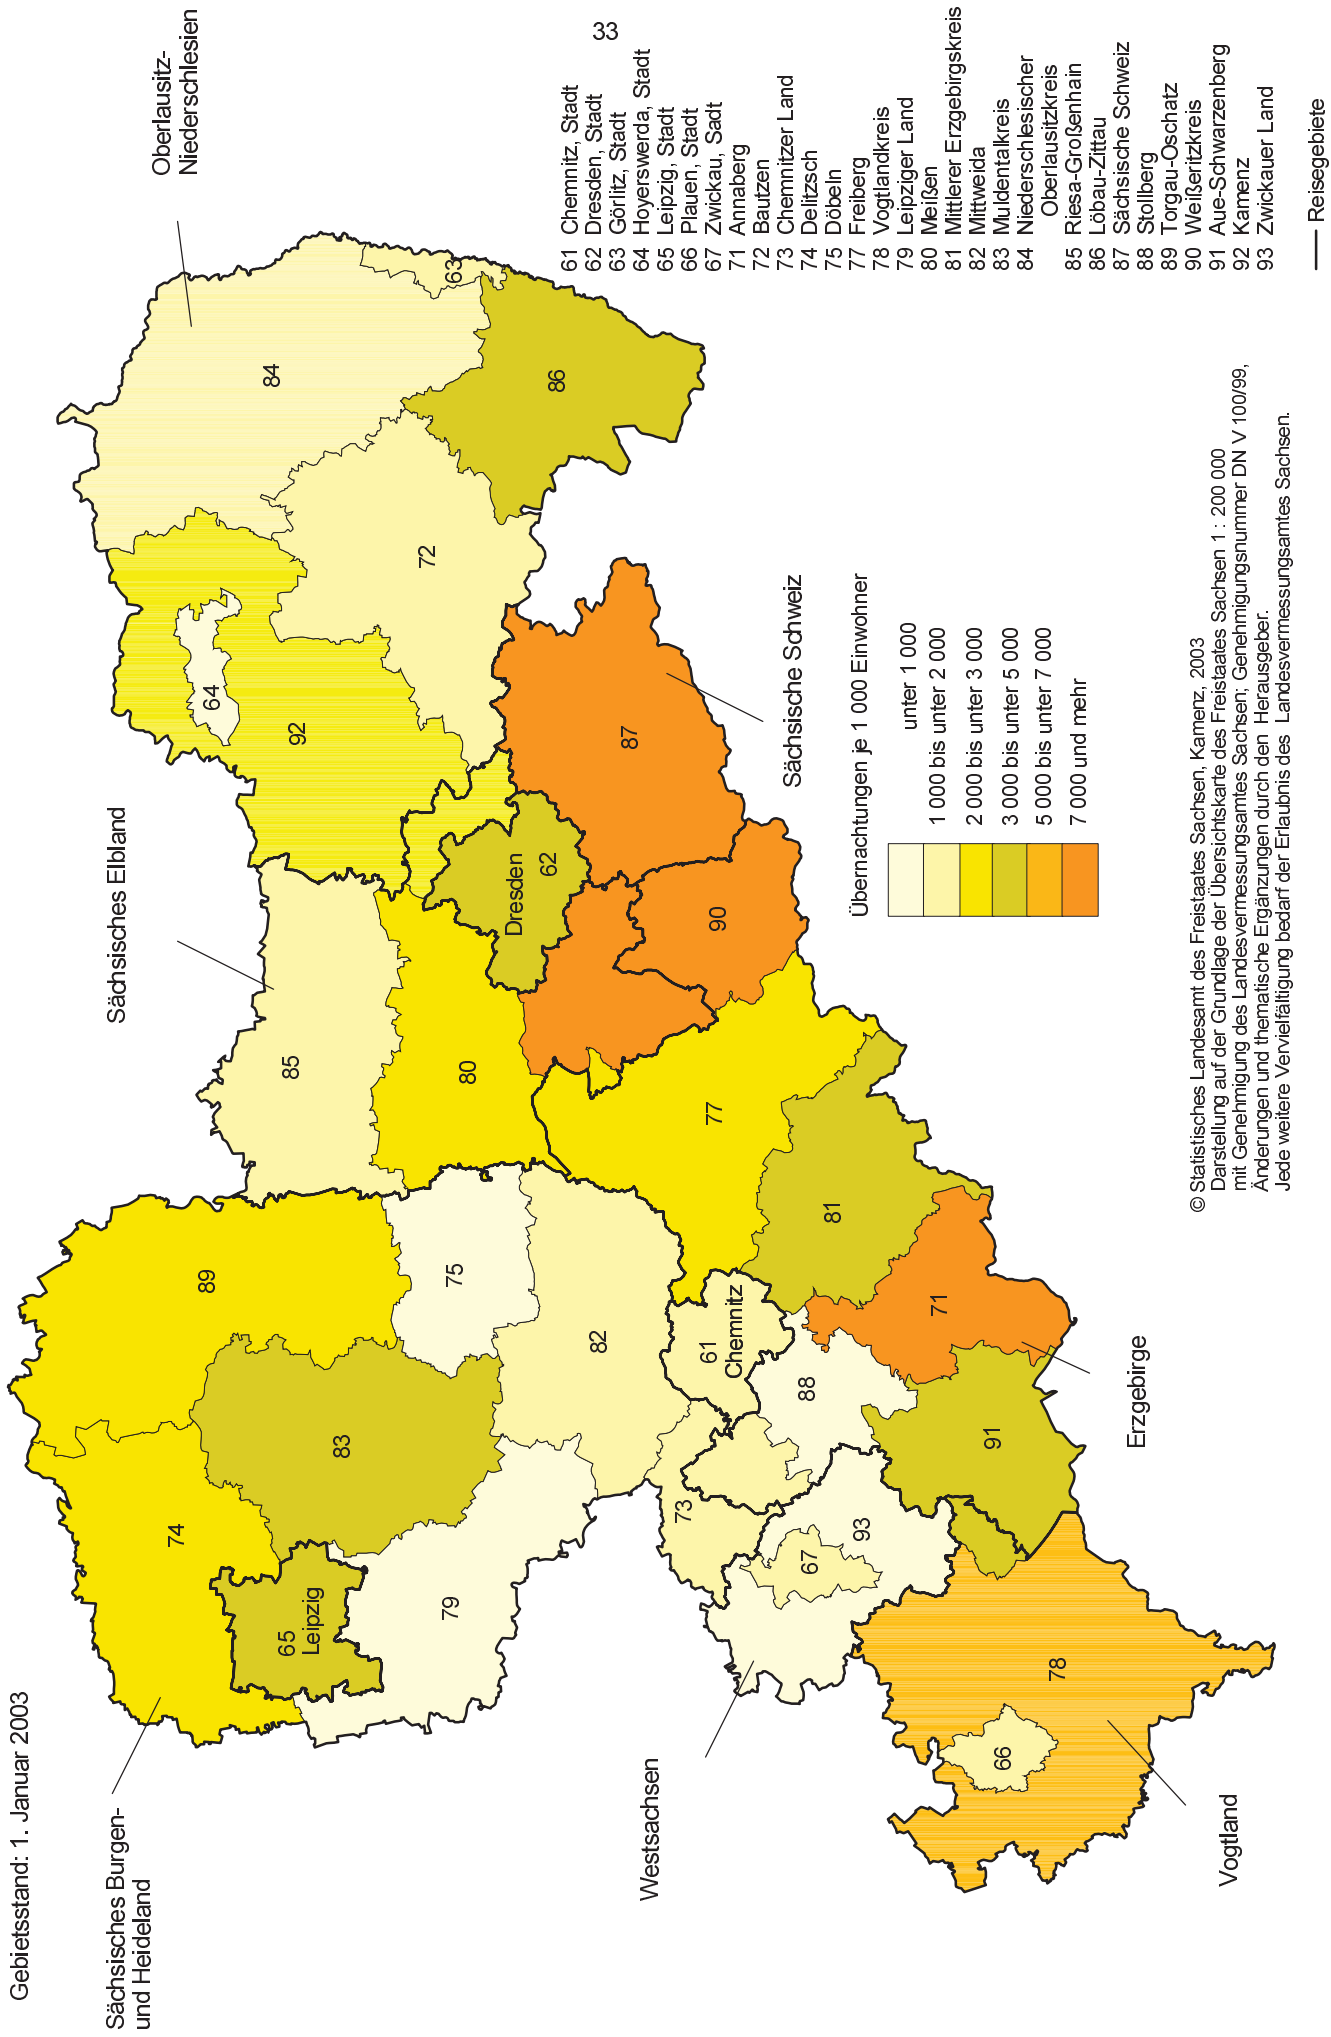 Gebietsstand: 1. Januar 2003
Sächsisches Burgen-
und Heideland
Sächsisches Elbland
Oberlausitz-
Niederschlesien
Westsachsen
Vogtland
Erzgebirge
Sächsische Schweiz
74
89
83
65
Leipzig
79
75
82
85
80
92
64
84
63
72
86
Dresden
62
87
90
77
81
71
61
Chemnitz
88
91
73
67
93
78
66
Übernachtungen je 1 000 Einwohner
unter 1 000
1 000 bis unter 2 000
2 000 bis unter 3 000
3 000 bis unter 5 000
5 000 bis unter 7 000
7 000 und mehr
33
61 Chemnitz, Stadt
62 Dresden, Stadt
63 Görlitz, Stadt
64 Hoyerswerda, Stadt
65 Leipzig, Stadt
66 Plauen, Stadt
67 Zwickau, Sadt
71 Annaberg
72 Bautzen
73 Chemnitzer Land
74 Delitzsch
75 Döbeln
77 Freiberg
78 Vogtlandkreis
79 Leipziger Land
80 Meißen
81 Mittlerer Erzgebirgskreis
82 Mittweida
83 Muldentalkreis
84 Niederschlesischer
Oberlausitzkreis
85 Riesa-Großenhain
86 Löbau-Zittau
87 Sächsische Schweiz
88 Stollberg
89 Torgau-Oschatz
90 Weißeritzkreis
91 Aue-Schwarzenberg
92 Kamenz
93 Zwickauer Land
Reisegebiete
© Statistisches Landesamt des Freistaates Sachsen, Kamenz, 2003
Darstellung auf der Grundlage der Übersichtskarte des Freistaates Sachsen 1 : 200 000
mit Genehmigung des Landesvermessungsamtes Sachsen; Genehmigungsnummer DN V 100/99,
Änderungen und thematische Ergänzungen durch den Herausgeber.
Jede weitere Vervielfältigung bedarf der Erlaubnis des Landesvermessungsamtes Sachsen.